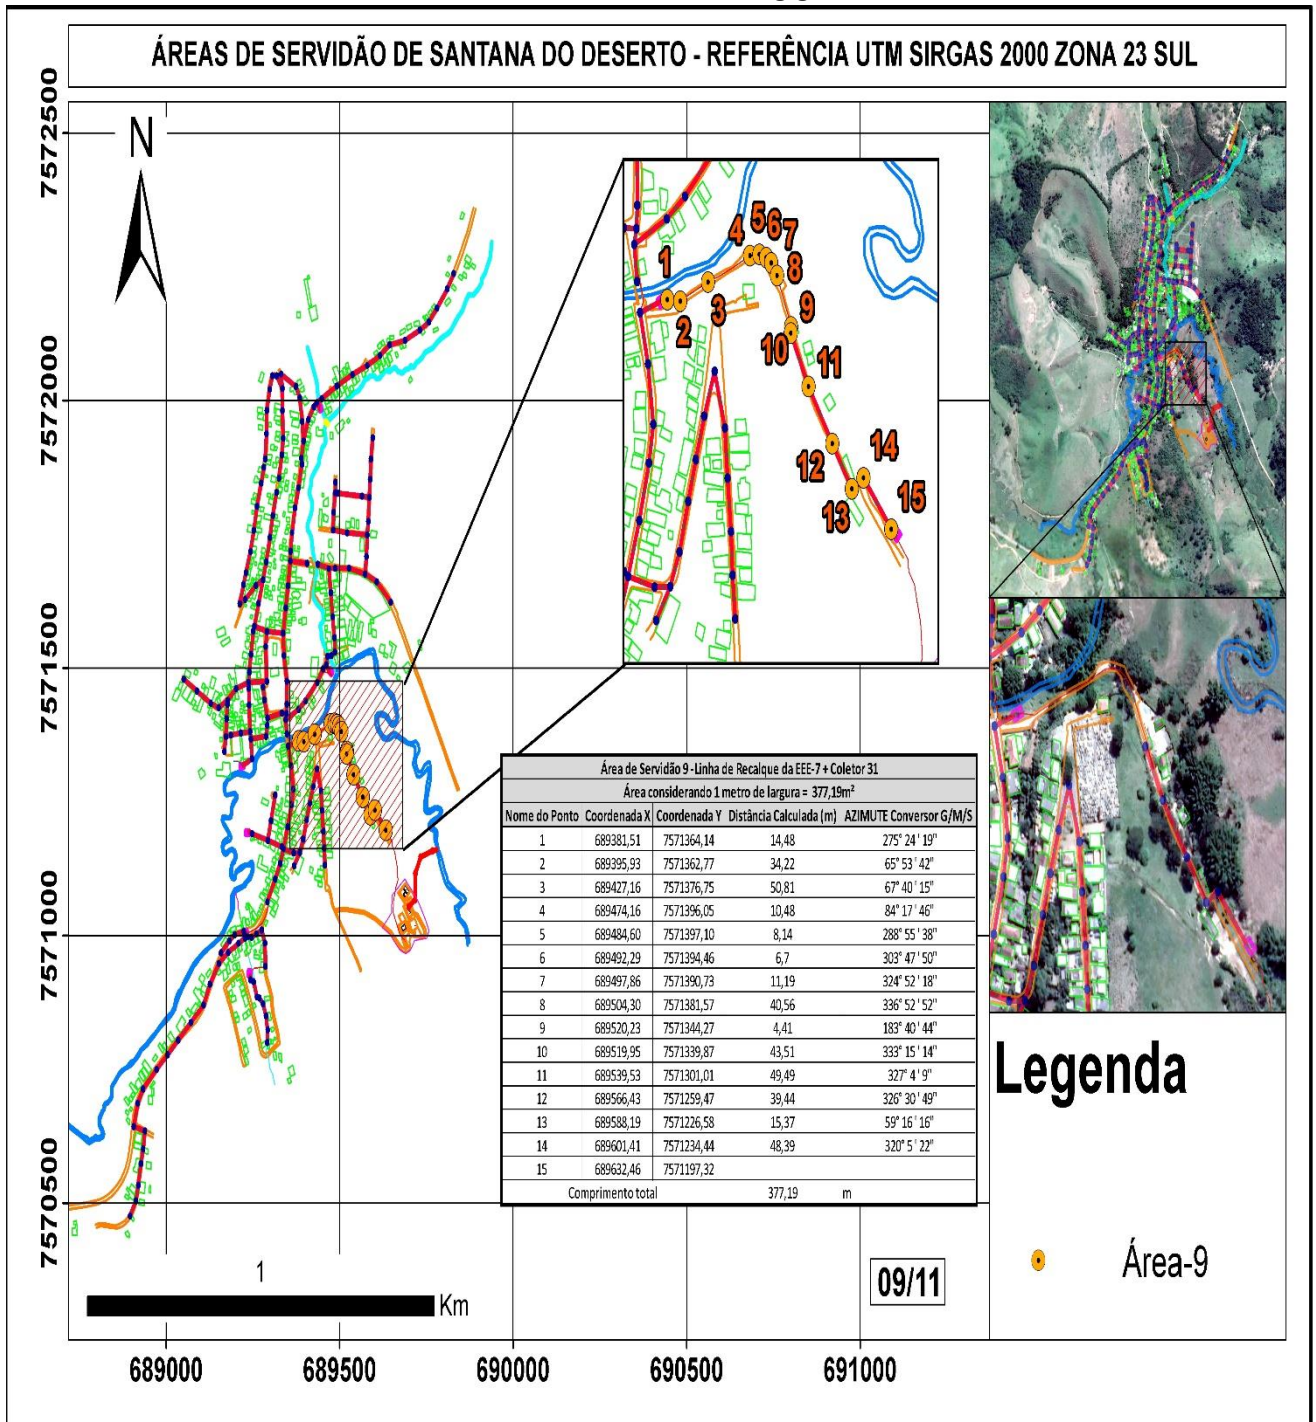 ÁREAS DE SERVIDÃO DE SANTANA DO DESERTO - REFERÊNCIA UTM SIRGAS 2000 ZONA 23 SUL
7572500
7572000
7571500
7571000
7570500
N
1
2
3
4
5
6
7
8
9
10
11
12
13
14
15
Área de Servidão 9 -Linha de Recalque da EEE-7 + Coletor 31
Área considerando 1 metro de largura = 377,19m²
Nome do Ponto Coordenada X Coordenada Y Distância Calculada (m) AZIMUTE Conversor G/M/S
1 689381,51 7571364,14 14,48 275° 24 ' 19"
2 689395,93 7571362,77 34,22 65° 53 ' 42"
3 689427,16 7571376,75 50,81 67° 40 ' 15"
4 689474,16 7571396,05 10,48 84° 17 ' 46"
5 689484,60 7571397,10 8,14 288° 55 ' 38"
6 689492,29 7571394,46 6,7 303° 47 ' 50"
7 689497,86 7571390,73 11,19 324° 52 ' 18"
8 689504,30 7571381,57 40,56 336° 52 ' 52"
9 689520,23 7571344,27 4,41 183° 40 ' 44"
10 689519,95 7571339,87 43,51 333° 15 ' 14"
11 689539,53 7571301,01 49,49 327° 4 ' 9"
12 689566,43 7571259,47 39,44 326° 30 ' 49"
13 689588,19 7571226,58 15,37 59° 16 ' 16"
14 689601,41 7571234,44 48,39 320° 5 ' 22"
15 689632,46 7571197,32
Comprimento total 377,19 m
Legenda
Área-9
09/11
1
Km
689000 689500 690000 690500 691000